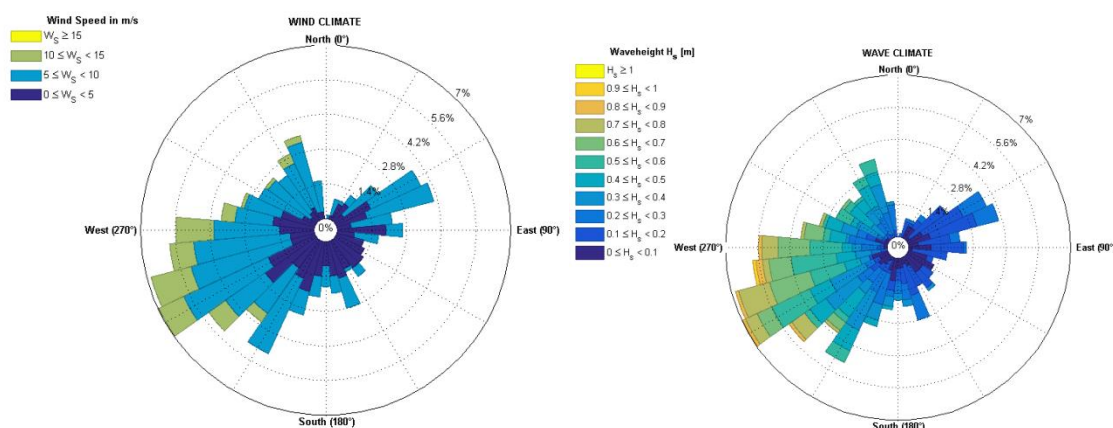 Wind Speed in m/s
W_S ≥ 15
10 ≤ W_S < 15
5 ≤ W_S < 10
0 ≤ W_S < 5
WIND CLIMATE
North (0°)
7%
5.6%
4.2%
2.8%
1.4%
0%
West (270°)
East (90°)
South (180°)
Waveheight H_s [m]
H_s ≥ 1
0.9 ≤ H_s < 1
0.8 ≤ H_s < 0.9
0.7 ≤ H_s < 0.8
0.6 ≤ H_s < 0.7
0.5 ≤ H_s < 0.6
0.4 ≤ H_s < 0.5
0.3 ≤ H_s < 0.4
0.2 ≤ H_s < 0.3
0.1 ≤ H_s < 0.2
0 ≤ H_s < 0.1
WAVE CLIMATE
North (0°)
7%
5.6%
4.2%
2.8%
0%
West (270°)
East (90°)
South (180°)